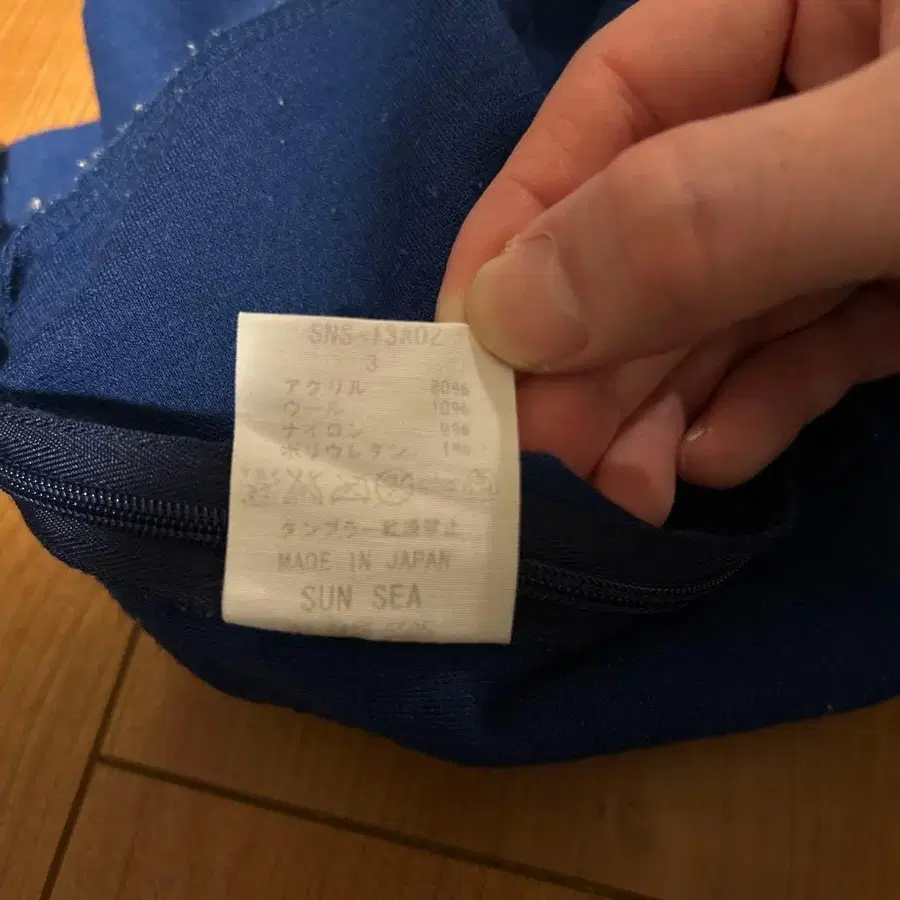 SNS-13A02
3
アクリル 80%
ウール 10%
ナイロン 9%
ポリウレタン 1%
タンブラー乾燥禁止
MADE IN JAPAN
SUN SEA